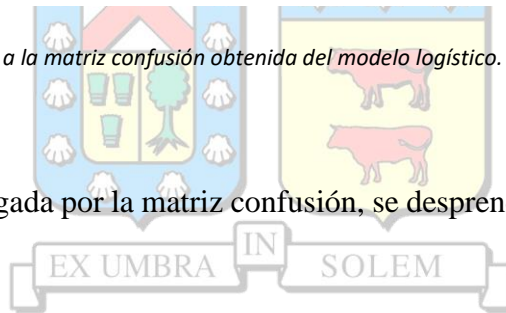 a la matriz confusión obtenida del modelo logístico.
gada por la matriz confusión, se despren
EX UMBRA IN SOLEM